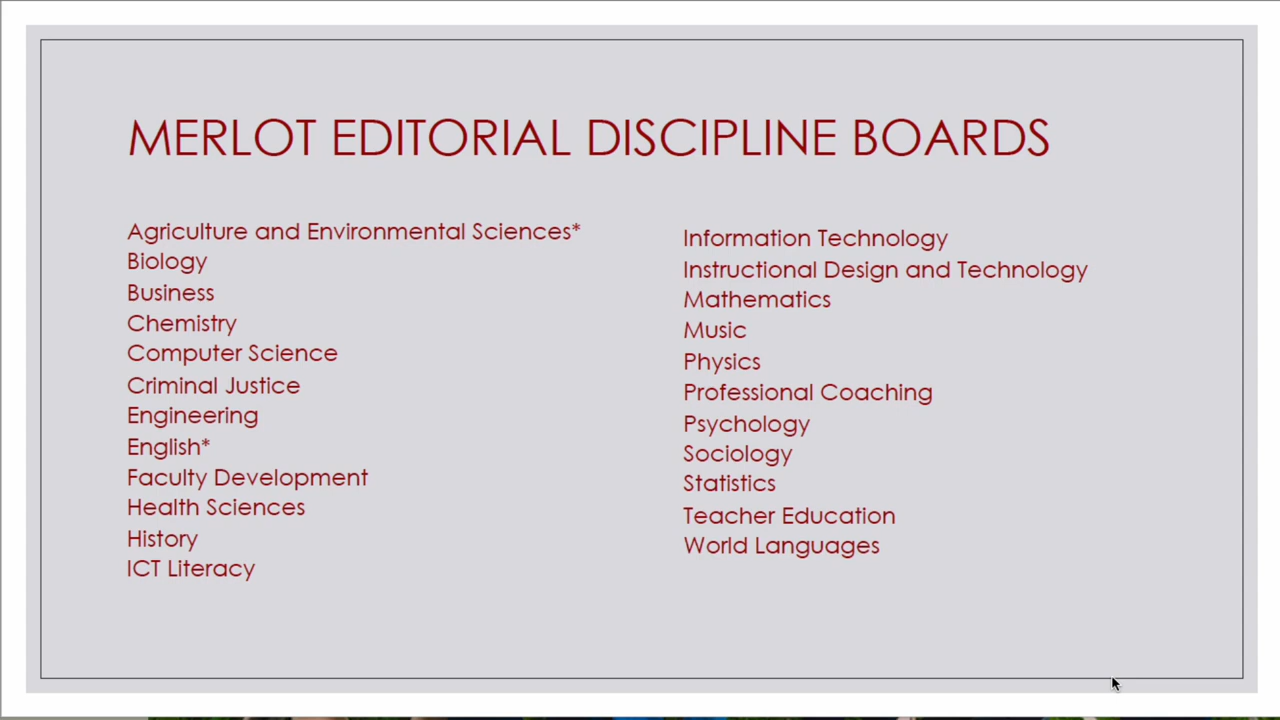 MERLOT EDITORIAL DISCIPLINE BOARDS
Agriculture and Environmental Sciences*
Biology
Business
Chemistry
Computer Science
Criminal Justice
Engineering
English*
Faculty Development
Health Sciences
History
ICT Literacy
Information Technology
Instructional Design and Technology
Mathematics
Music
Physics
Professional Coaching
Psychology
Sociology
Statistics
Teacher Education
World Languages